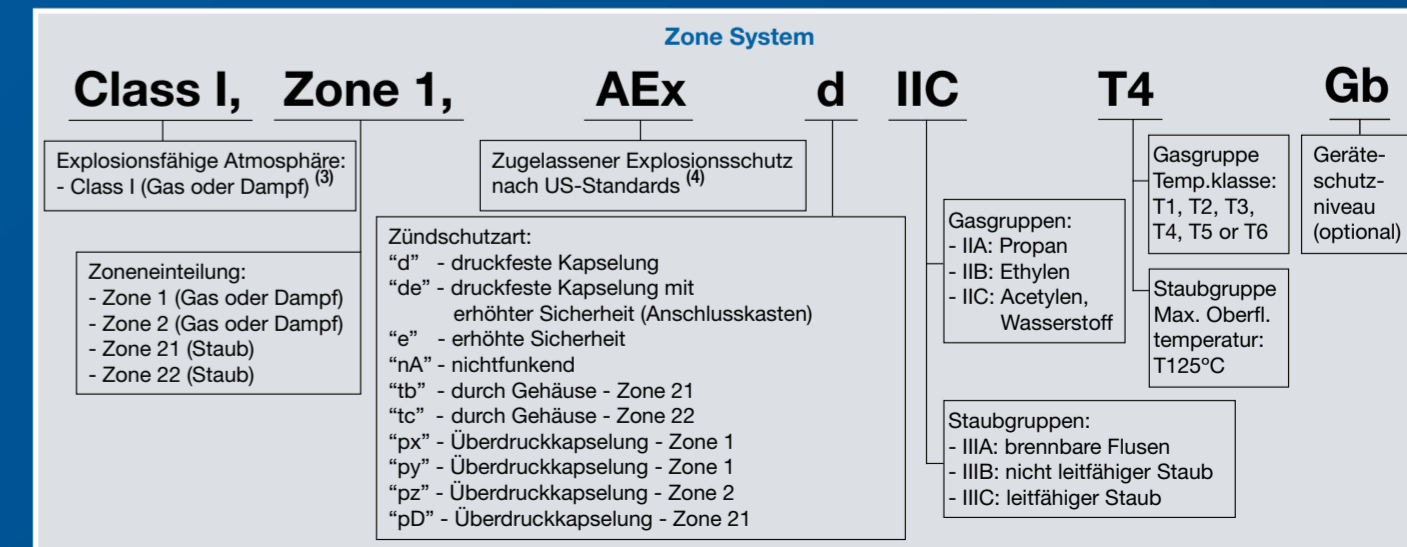 Zone System
Class I, Zone 1, AEx d IIC T4 Gb
Explosionsfähige Atmosphäre:
- Class I (Gas oder Dampf) (3)
Zoneneinteilung:
- Zone 1 (Gas oder Dampf)
- Zone 2 (Gas oder Dampf)
- Zone 21 (Staub)
- Zone 22 (Staub)
Zugelassener Explosionsschutz
nach US-Standards (4)
Zündschutzart:
“d” - druckfeste Kapselung
“de” - druckfeste Kapselung mit
erhöhter Sicherheit (Anschlusskasten)
“e” - erhöhte Sicherheit
“nA” - nichtfunkend
“tb” - durch Gehäuse - Zone 21
“tc” - durch Gehäuse - Zone 22
“px” - Überdruckkapselung - Zone 1
“py” - Überdruckkapselung - Zone 1
“pz” - Überdruckkapselung - Zone 2
“pD” - Überdruckkapselung - Zone 21
Gasgruppen:
- IIA: Propan
- IIB: Ethylen
- IIC: Acetylen,
Wasserstoff
Staubgruppen:
- IIIA: brennbare Flusen
- IIIB: nicht leitfähiger Staub
- IIIC: leitfähiger Staub
Gasgruppe
Temp.klasse:
T1, T2, T3,
T4, T5 or T6
Staubgruppe
Max. Oberfl.
temperatur:
T125ºC
Geräte-
schutz-
niveau
(optional)